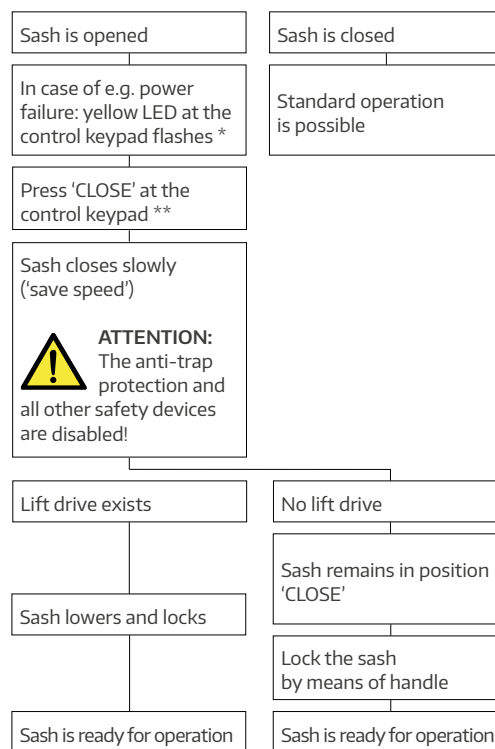 Sash is opened
In case of e.g. power
failure: yellow LED at the
control keypad flashes *
Press ‘CLOSE’ at the
control keypad **
Sash closes slowly
(‘save speed’)
ATTENTION:
The anti-trap
protection and
all other safety devices
are disabled!
Sash is closed
Standard operation
is possible
Lift drive exists
Sash lowers and locks
Sash is ready for operation
No lift drive
Sash remains in position
‘CLOSE’
Lock the sash
by means of handle
Sash is ready for operation